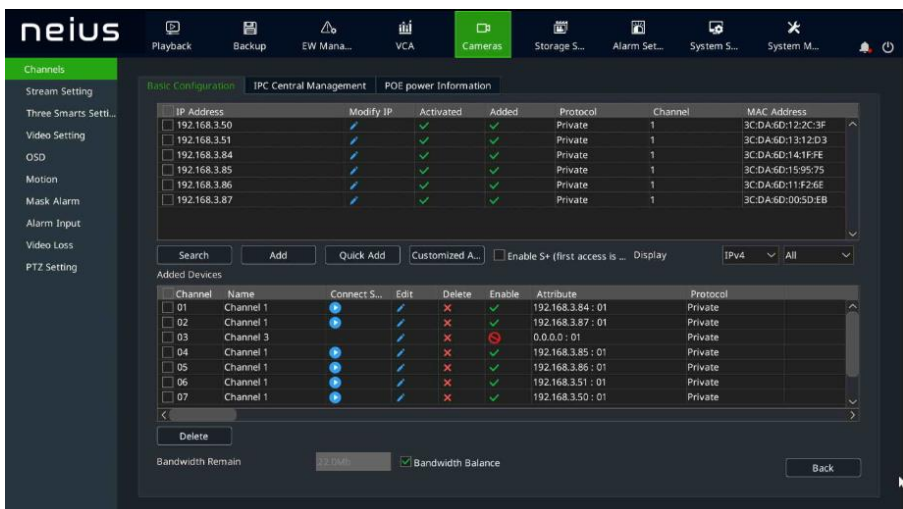 neius
Playback Backup EW Mana... VCA Cameras Storage S... Alarm Set... System S... System M...
Channels
Stream Setting
Three Smarts Setti...
Video Setting
OSD
Motion
Mask Alarm
Alarm Input
Video Loss
PTZ Setting
Basic Configuration IPC Central Management POE power Information
IP Address Modify IP Activated Added Protocol Channel MAC Address
192.168.3.50 Private 1 3C:DA:6D:12:2C:3F
192.168.3.51 Private 1 3C:DA:6D:13:12:D3
192.168.3.84 Private 1 3C:DA:6D:14:1F:FE
192.168.3.85 Private 1 3C:DA:6D:15:95:75
192.168.3.86 Private 1 3C:DA:6D:11:F2:6E
192.168.3.87 Private 1 3C:DA:6D:00:5D:EB
Search Add Quick Add Customized A... Enable S+ (first access is ... Display IPv4 All
Added Devices
Channel Name Connect S... Edit Delete Enable Attribute Protocol
01 Channel 1 192.168.3.84 : 01 Private
02 Channel 1 192.168.3.87 : 01 Private
03 Channel 3 0.0.0.0 : 01 Private
04 Channel 1 192.168.3.85 : 01 Private
05 Channel 1 192.168.3.86 : 01 Private
06 Channel 1 192.168.3.51 : 01 Private
07 Channel 1 192.168.3.50 : 01 Private
Delete
Bandwidth Remain 22.0Mb Bandwidth Balance
Back